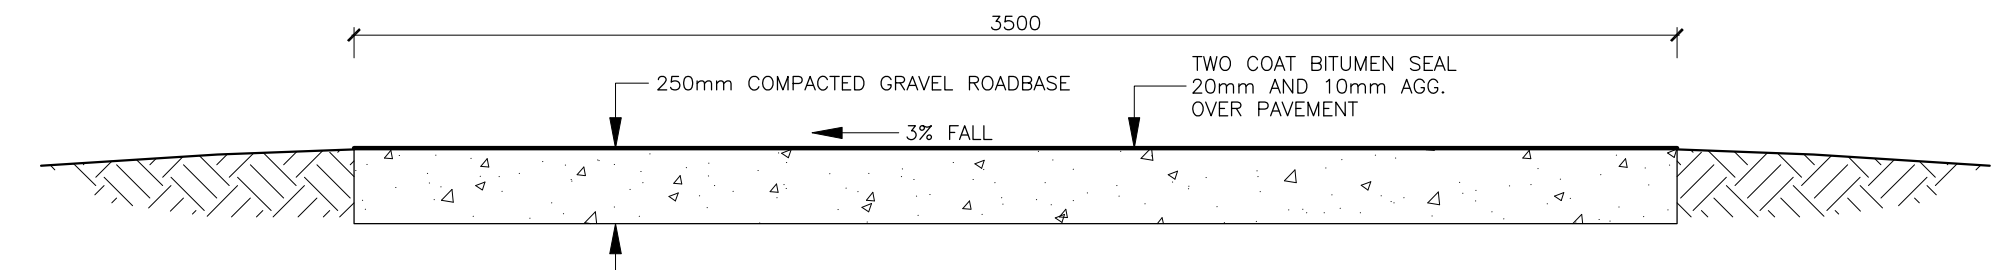 3500
250mm COMPACTED GRAVEL ROADBASE
TWO COAT BITUMEN SEAL
20mm AND 10mm AGG.
OVER PAVEMENT
3% FALL